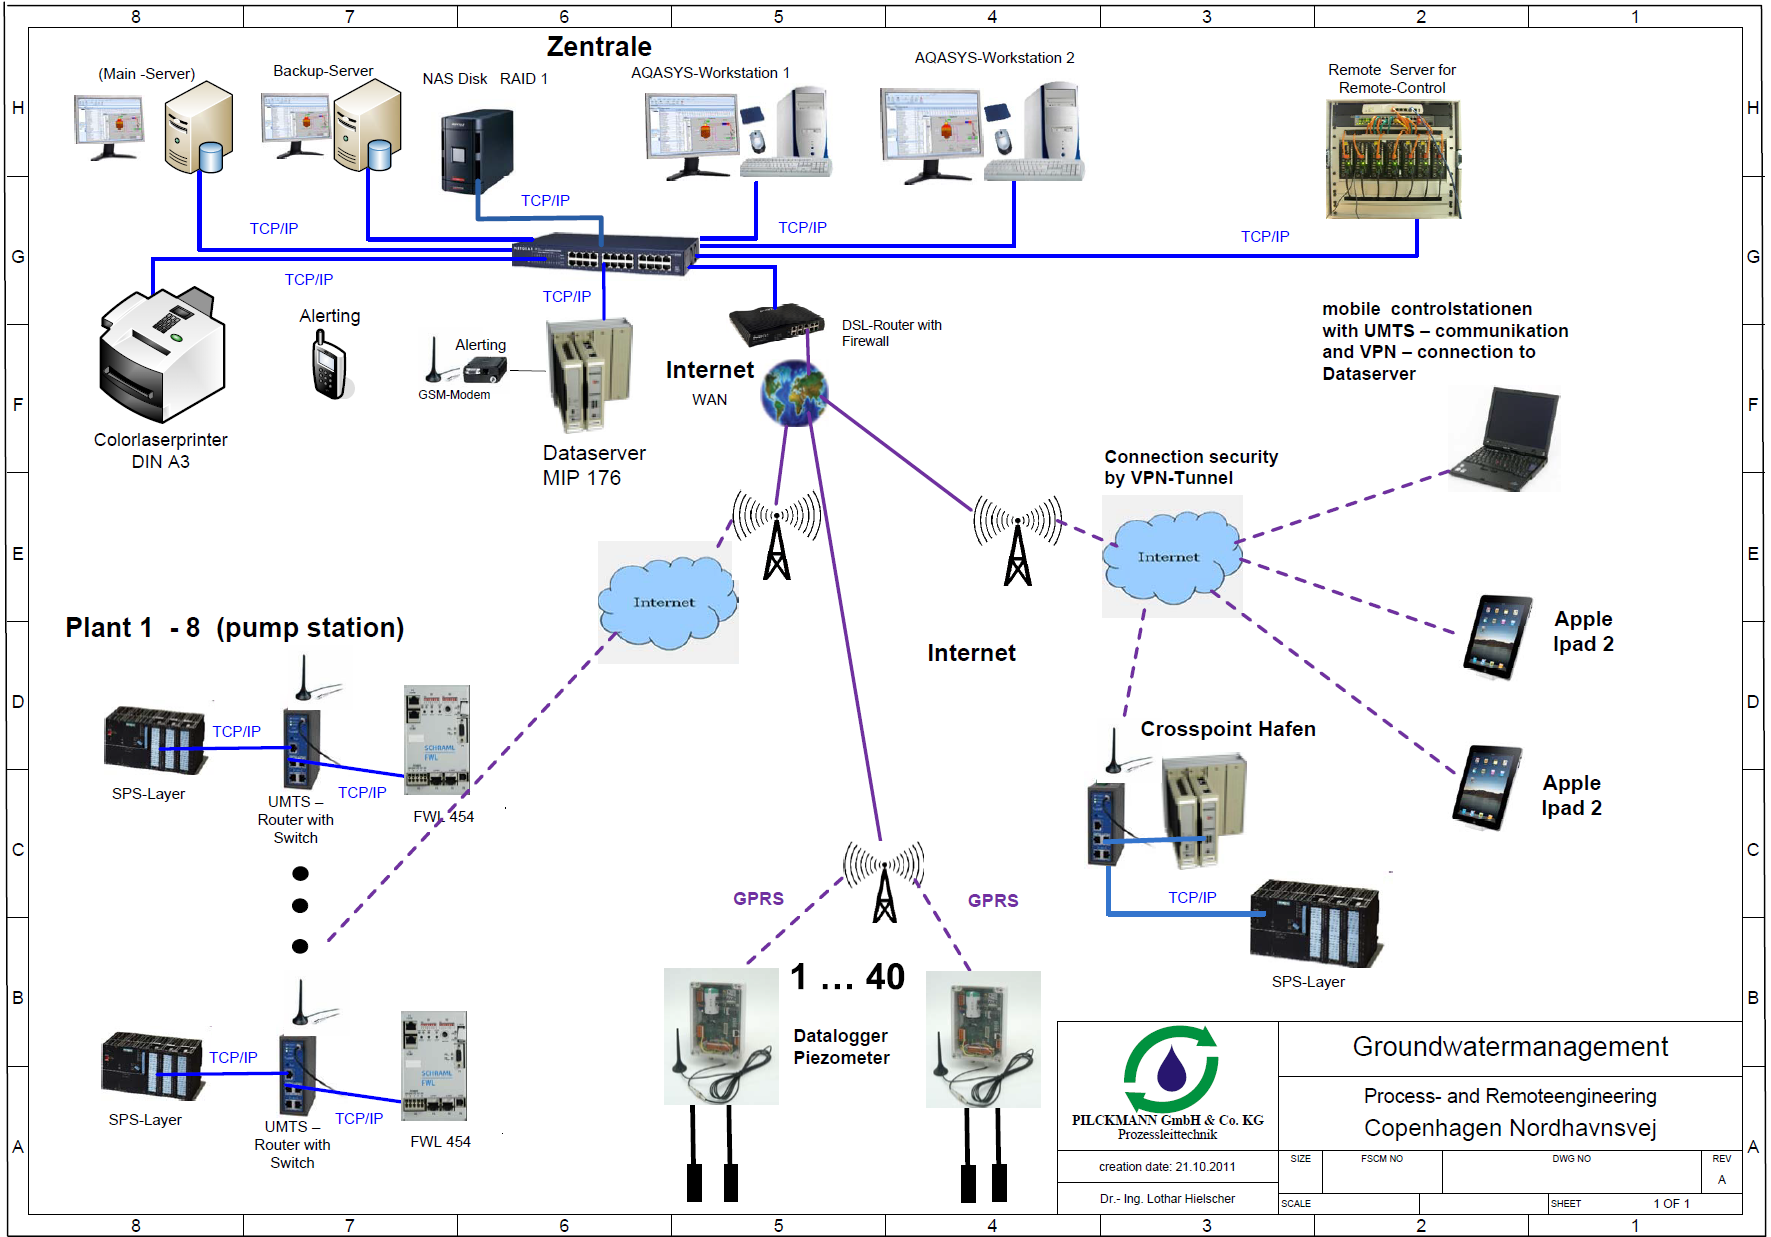 8 7 6 5 4 3 2 1
Zentrale
(Main -Server)
Backup-Server
NAS Disk RAID 1
AQASYS-Workstation 1
AQASYS-Workstation 2
Remote Server for
Remote-Control
H
H
TCP/IP
TCP/IP
TCP/IP
TCP/IP
G
G
TCP/IP
TCP/IP
Alerting
Alerting
GSM-Modem
DSL-Router with
Firewall
mobile controlstationen
with UMTS – communikation
and VPN – connection to
Dataserver
Internet
WAN
F
F
Colorlaserprinter
DIN A3
Dataserver
MIP 176
Connection security
by VPN-Tunnel
E
E
Internet
Internet
Internet
Apple
Ipad 2
Plant 1 - 8 (pump station)
D
D
TCP/IP
SCHRAML
FWL
TCP/IP
SPS-Layer
UMTS –
Router with
Switch
FWL 454
Crosspoint Hafen
Apple
Ipad 2
C
C
GPRS
GPRS
TCP/IP
SPS-Layer
1 ... 40
Datalogger
Piezometer
B
B
TCP/IP
SCHRAML
FWL
TCP/IP
SPS-Layer
UMTS –
Router with
Switch
FWL 454
A
A
PILCKMANN GmbH & Co. KG
Prozessleittechnik
creation date: 21.10.2011
Dr.- Ing. Lothar Hielscher
Groundwatermanagement
Process- and Remoteengineering
Copenhagen Nordhavnsvej
SIZE
FSCM NO
DWG NO
REV
A
SCALE
SHEET
1 OF 1
8 7 6 5 4 3 2 1